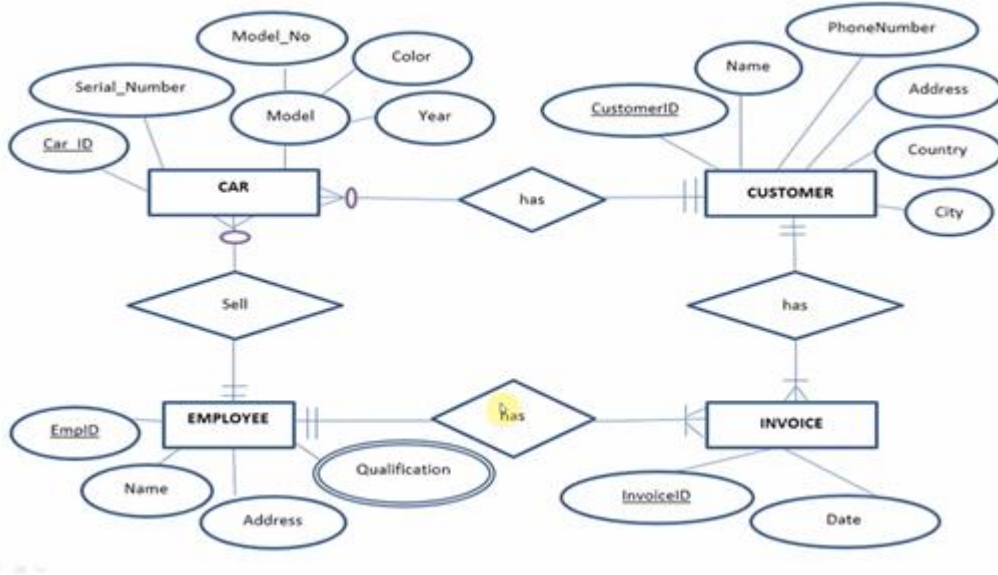 Model_No
PhoneNumber
Color
Name
Serial_Number
Address
CustomerID
Model
Year
Car_ID
Country
CAR
CUSTOMER
has
City
Sell
has
EMPLOYEE
has
INVOICE
EmpID
Qualification
Name
InvoiceID
Address
Date